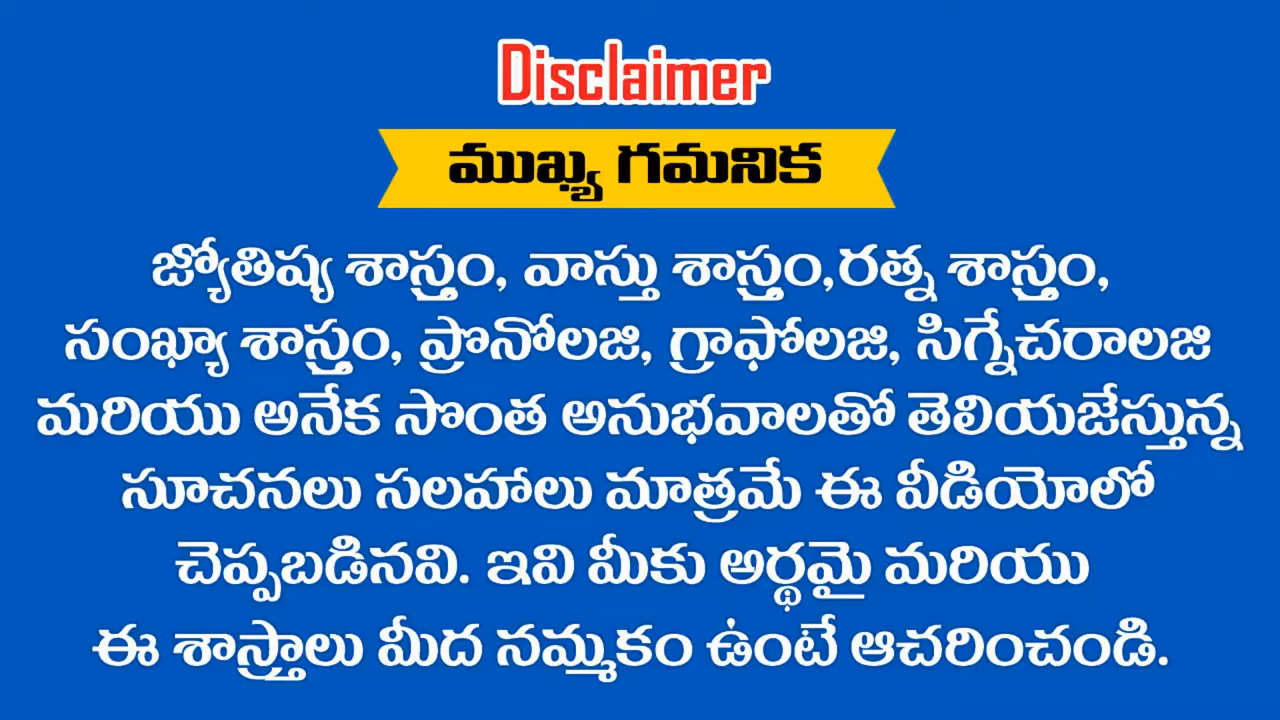 Disclaimer
ముఖ్య గమనిక
జ్యోతిష్య శాస్త్రం, వాస్తు శాస్త్రం,రత్న శాస్త్రం,
సంఖ్యా శాస్త్రం, ప్రొనోలజి, గ్రాఫోలజి, సిగ్నేచరాలజి
మరియు అనేక సొంత అనుభవాలతో తెలియజేస్తున్న
సూచనలు సలహాలు మాత్రమే ఈ వీడియోలో
చెప్పబడినవి. ఇవి మీకు అర్థమై మరియు
ఈ శాస్త్రాలు మీద నమ్మకం ఉంటే ఆచరించండి.